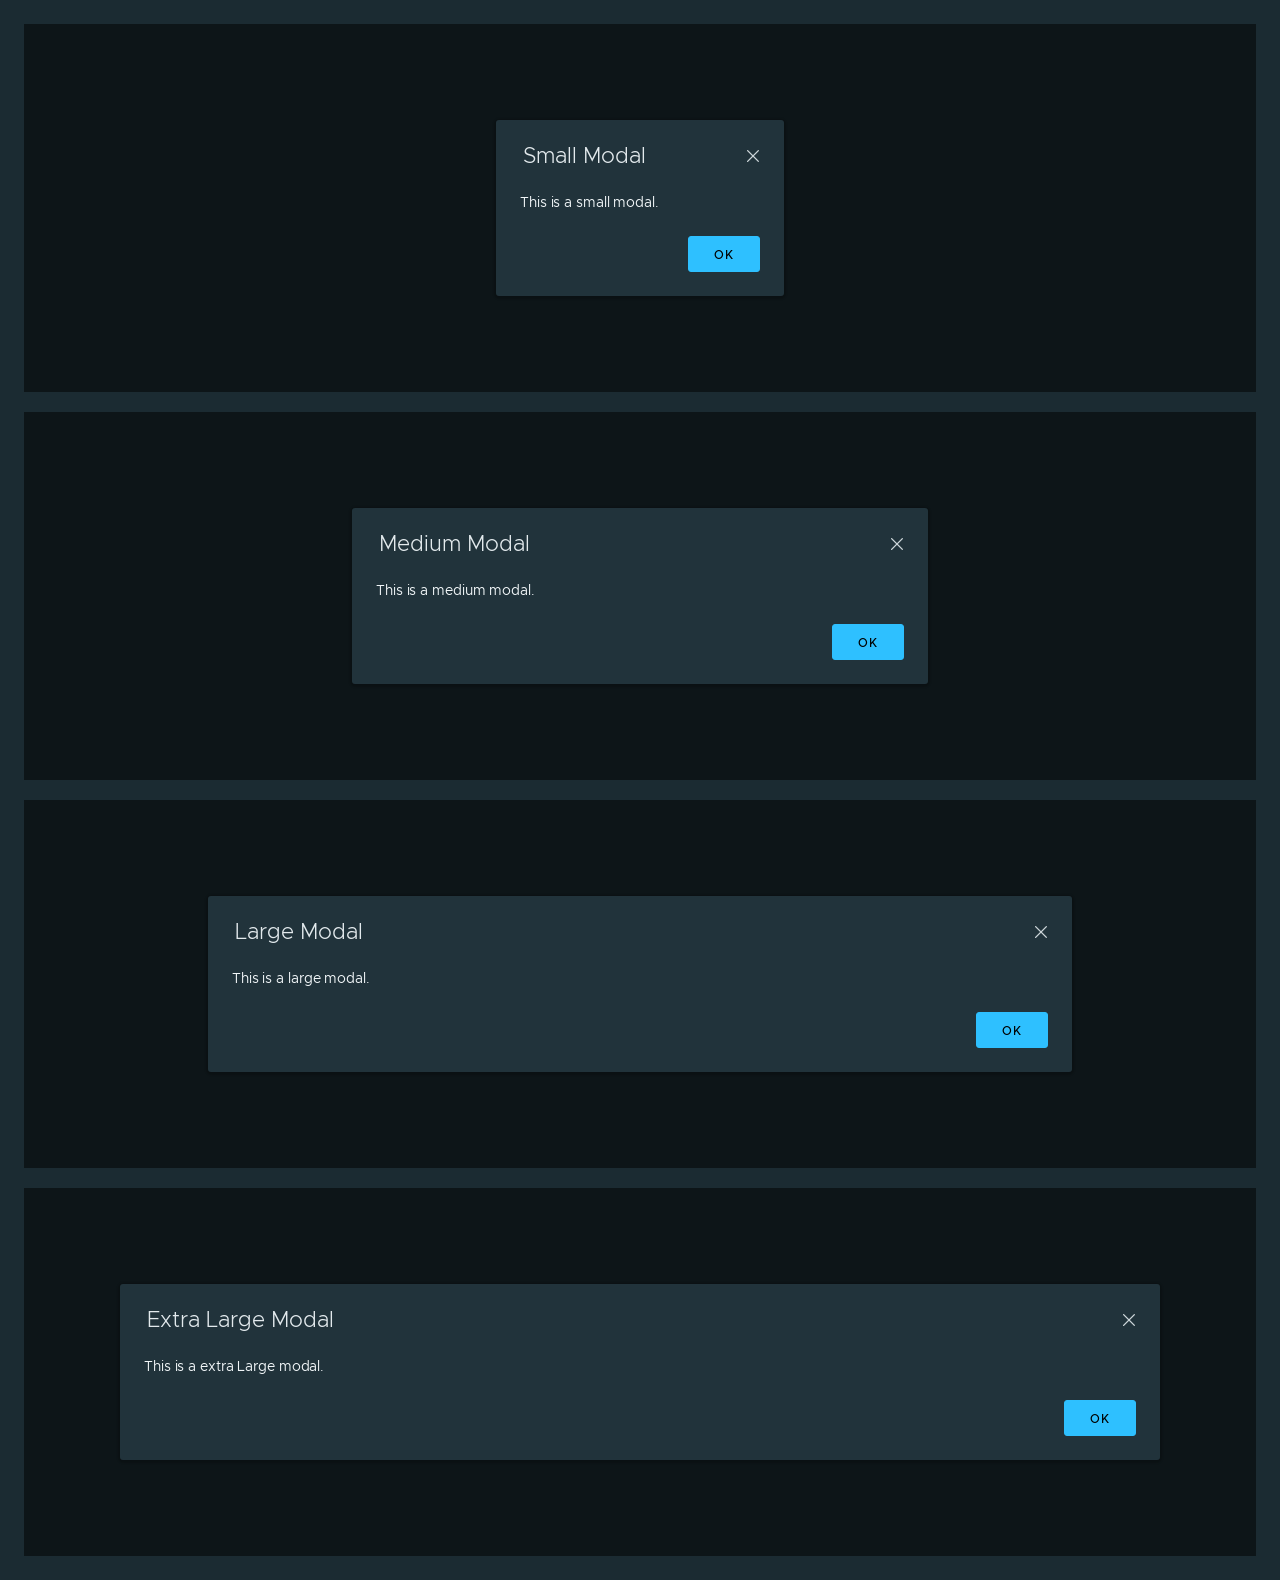 Small Modal
This is a small modal.
OK
Medium Modal
This is a medium modal.
OK
Large Modal
This is a large modal.
OK
Extra Large Modal
This is a extra Large modal.
OK